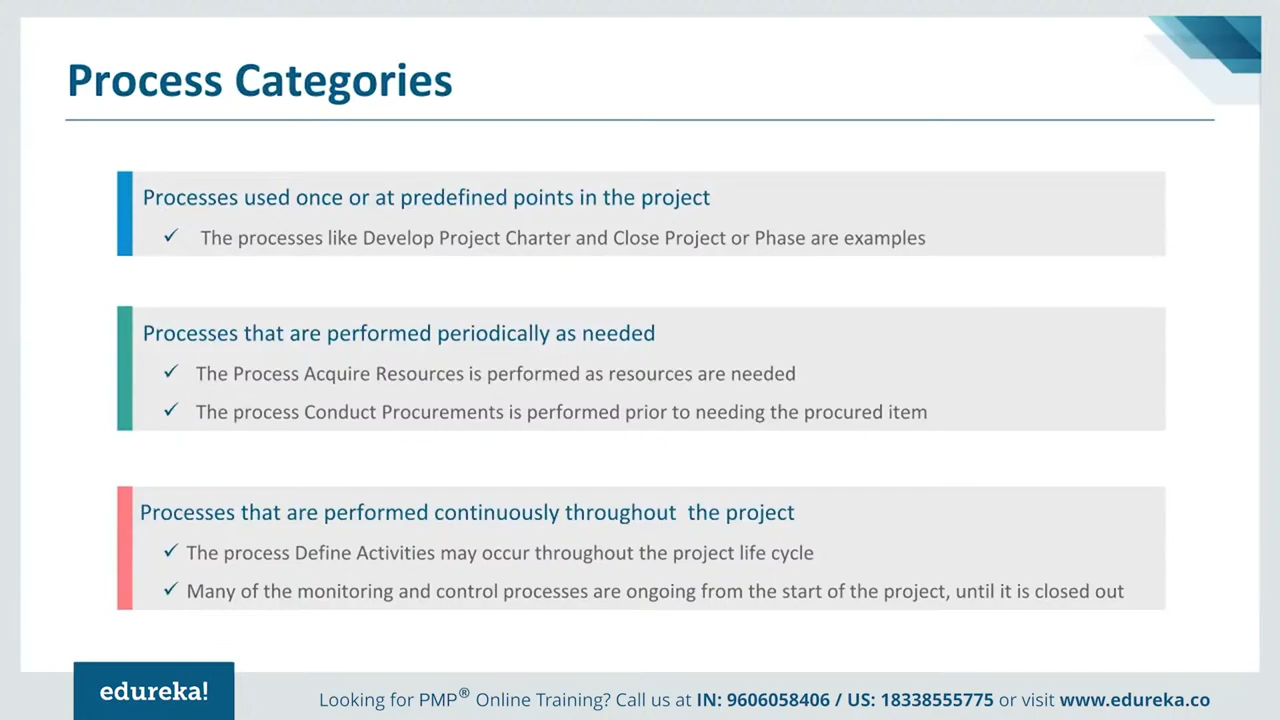 Process Categories
Processes used once or at predefined points in the project
✓ The processes like Develop Project Charter and Close Project or Phase are examples
Processes that are performed periodically as needed
✓ The Process Acquire Resources is performed as resources are needed
✓ The process Conduct Procurements is performed prior to needing the procured item
Processes that are performed continuously throughout  the project
✓ The process Define Activities may occur throughout the project life cycle
✓ Many of the monitoring and control processes are ongoing from the start of the project, until it is closed out
edureka!
Looking for PMP® Online Training? Call us at IN: 9606058406 / US: 18338555775 or visit www.edureka.co